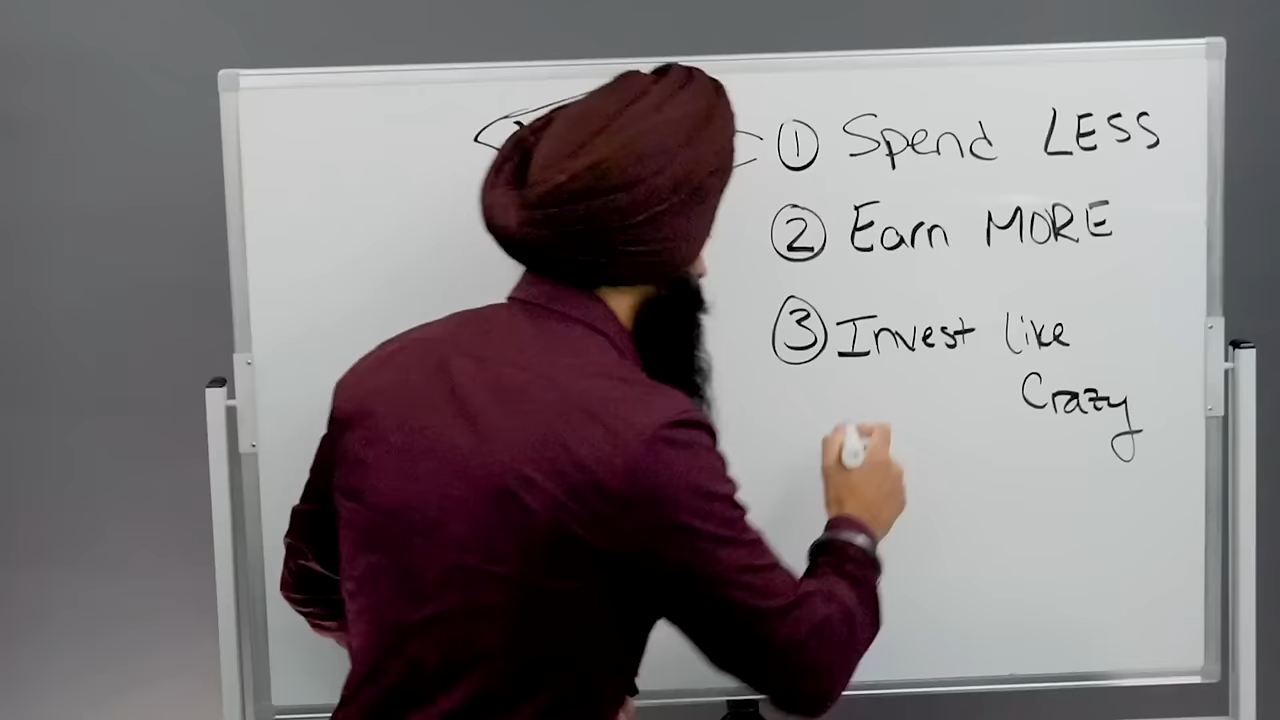 ① Spend LESS
② Earn MORE
③ Invest like
Crazy